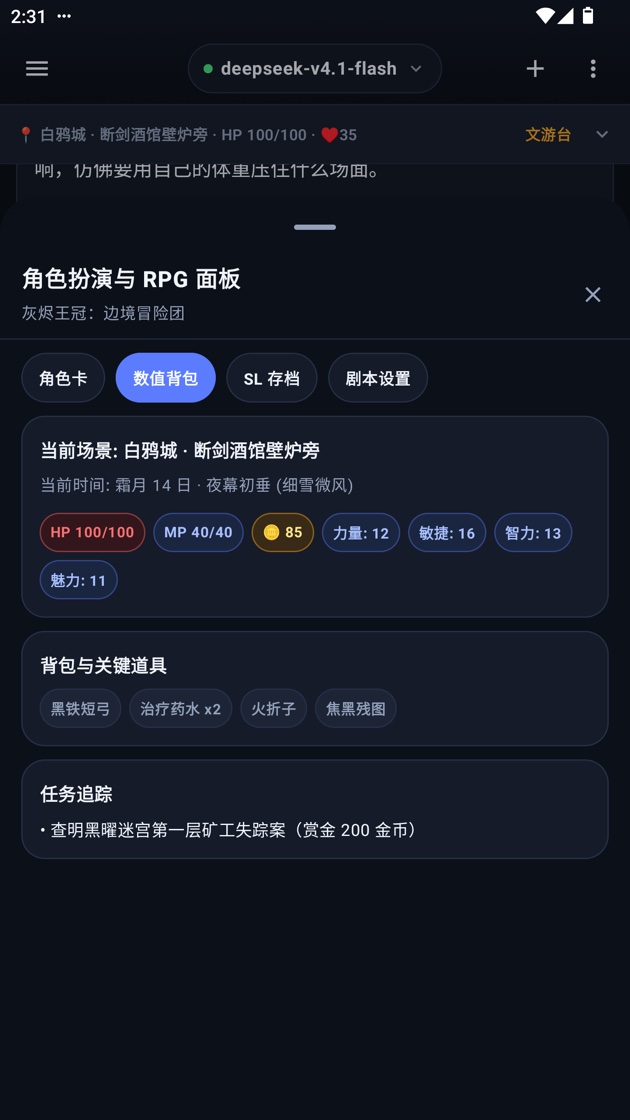 2:31 •••
deepseek-v4.1-flash
📍 白鸦城 · 断剑酒馆壁炉旁 · HP 100/100 · ❤️35
文游台
响，仿佛要用自己的体重压住什么场面。
角色扮演与 RPG 面板
灰烬王冠：边境冒险团
角色卡
数值背包
SL 存档
剧本设置
当前场景: 白鸦城 · 断剑酒馆壁炉旁
当前时间: 霜月 14 日 · 夜幕初垂 (细雪微风)
HP 100/100
MP 40/40
🪙 85
力量: 12
敏捷: 16
智力: 13
魅力: 11
背包与关键道具
黑铁短弓
治疗药水 x2
火折子
焦黑残图
任务追踪
• 查明黑曜迷宫第一层矿工失踪案（赏金 200 金币）